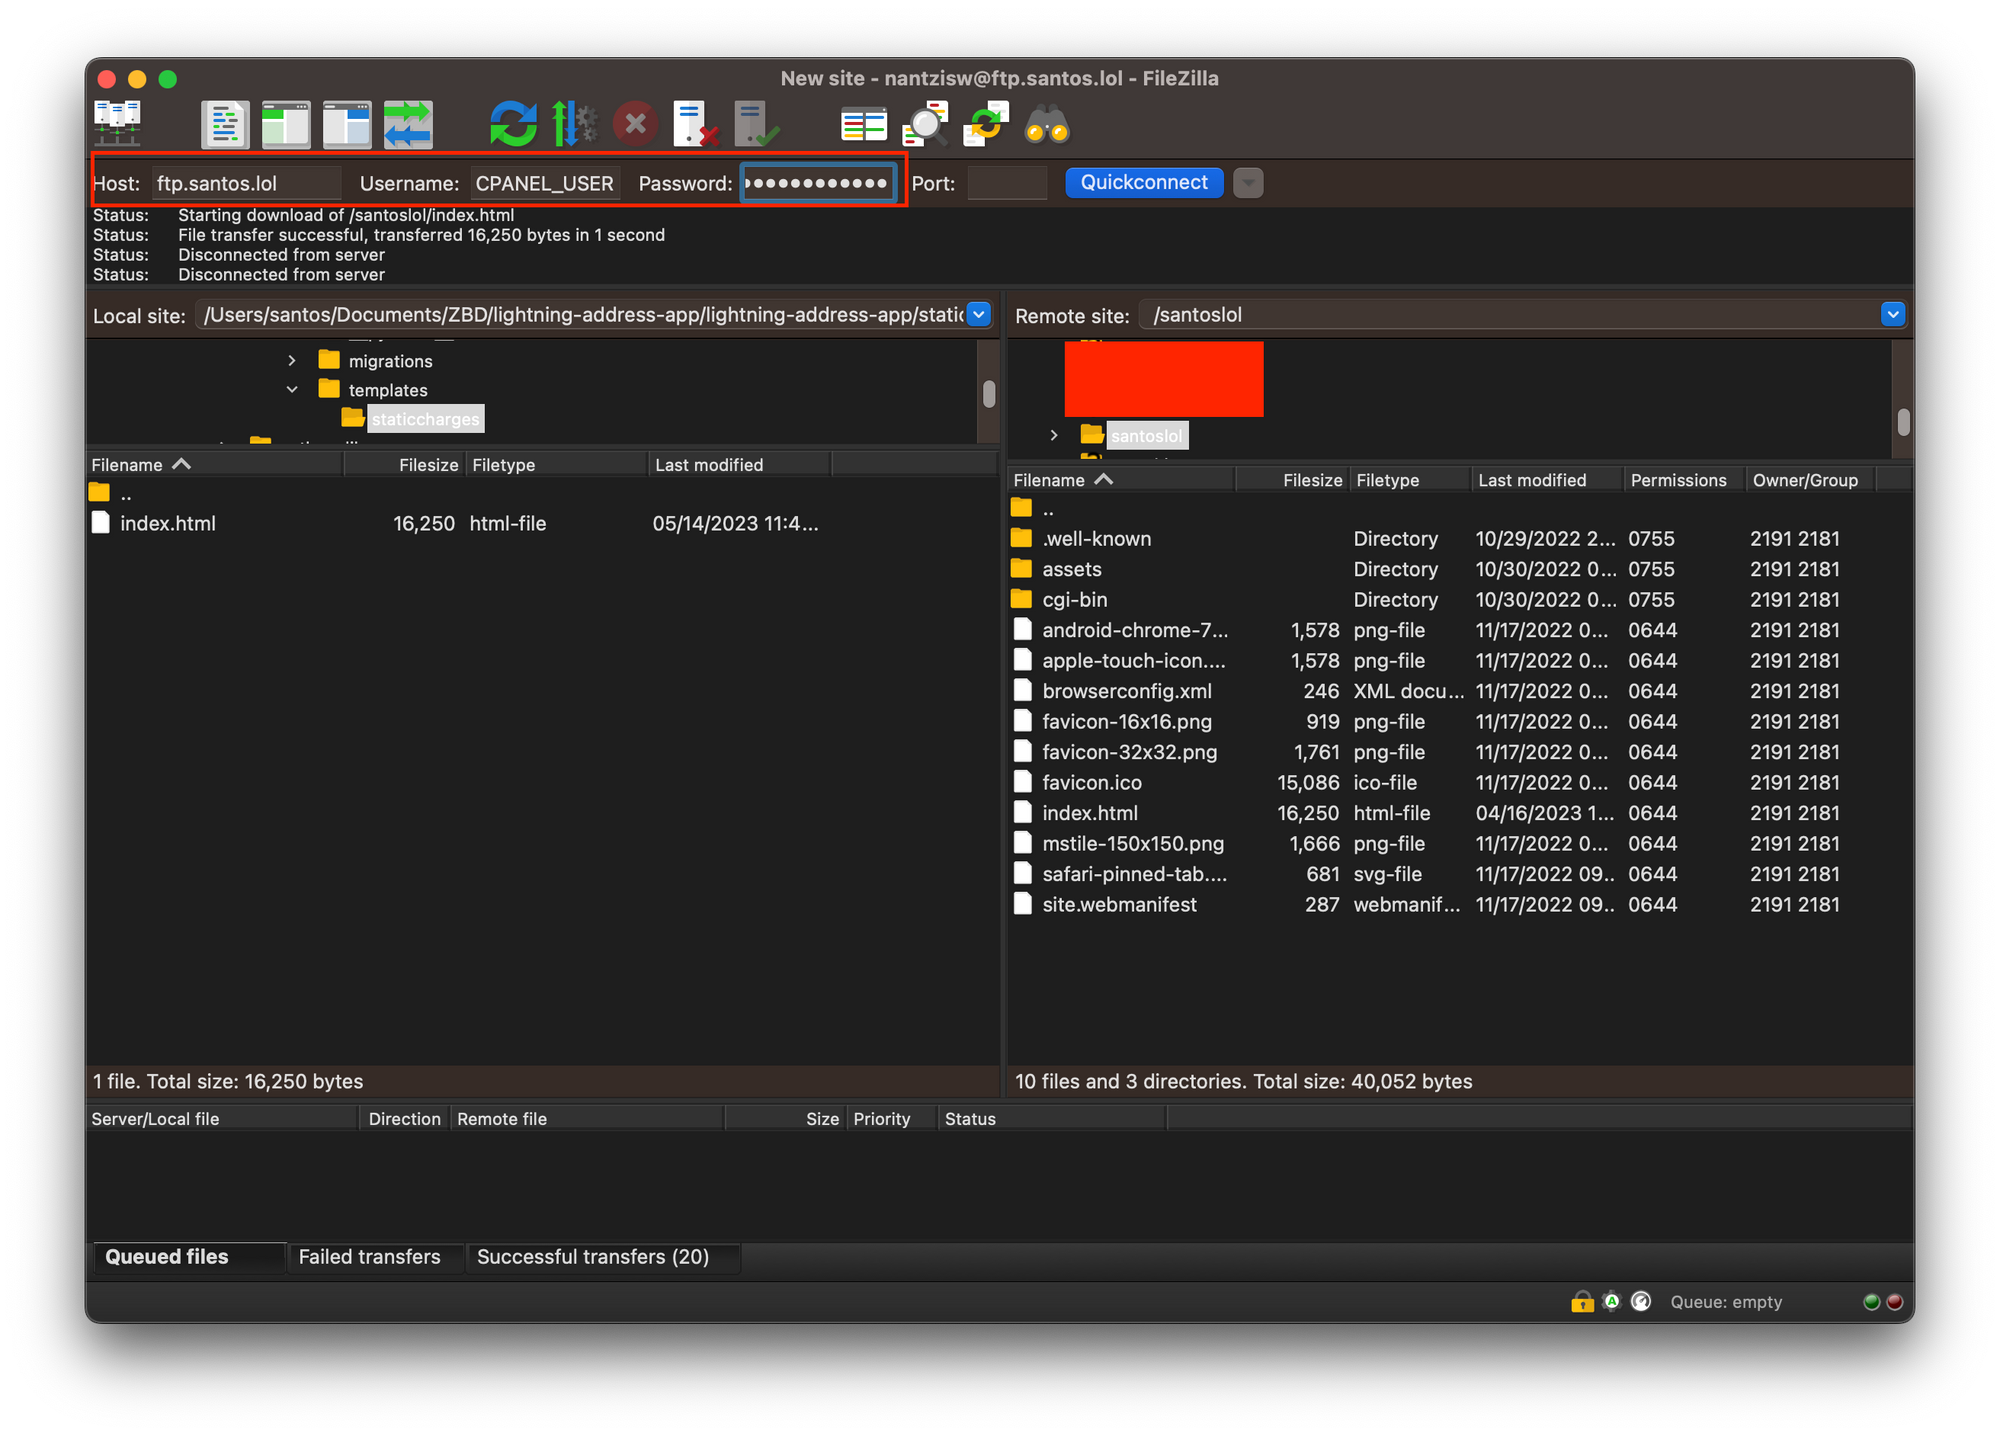 New site - nantzisw@ftp.santos.lol - FileZilla
Host: ftp.santos.lol Username: CPANEL_USER Password: ●●●●●●●●●●●● Port: Quickconnect
Status: Starting download of /santoslol/index.html
Status: File transfer successful, transferred 16,250 bytes in 1 second
Status: Disconnected from server
Status: Disconnected from server
Local site: /Users/santos/Documents/ZBD/lightning-address-app/lightning-address-app/static
migrations
templates
staticcharges
Filename Filesize Filetype Last modified
..
index.html 16,250 html-file 05/14/2023 11:4...
1 file. Total size: 16,250 bytes
Remote site: /santoslol
santoslol
Filename Filesize Filetype Last modified Permissions Owner/Group
..
.well-known Directory 10/29/2022 2... 0755 2191 2181
assets Directory 10/30/2022 0... 0755 2191 2181
cgi-bin Directory 10/30/2022 0... 0755 2191 2181
android-chrome-7... 1,578 png-file 11/17/2022 0... 0644 2191 2181
apple-touch-icon.... 1,578 png-file 11/17/2022 0... 0644 2191 2181
browserconfig.xml 246 XML docu... 11/17/2022 0... 0644 2191 2181
favicon-16x16.png 919 png-file 11/17/2022 0... 0644 2191 2181
favicon-32x32.png 1,761 png-file 11/17/2022 0... 0644 2191 2181
favicon.ico 15,086 ico-file 11/17/2022 0... 0644 2191 2181
index.html 16,250 html-file 04/16/2023 1... 0644 2191 2181
mstile-150x150.png 1,666 png-file 11/17/2022 0... 0644 2191 2181
safari-pinned-tab.... 681 svg-file 11/17/2022 09.. 0644 2191 2181
site.webmanifest 287 webmanif... 11/17/2022 09.. 0644 2191 2181
10 files and 3 directories. Total size: 40,052 bytes
Server/Local file Direction Remote file Size Priority Status
Queued files Failed transfers Successful transfers (20)
Queue: empty